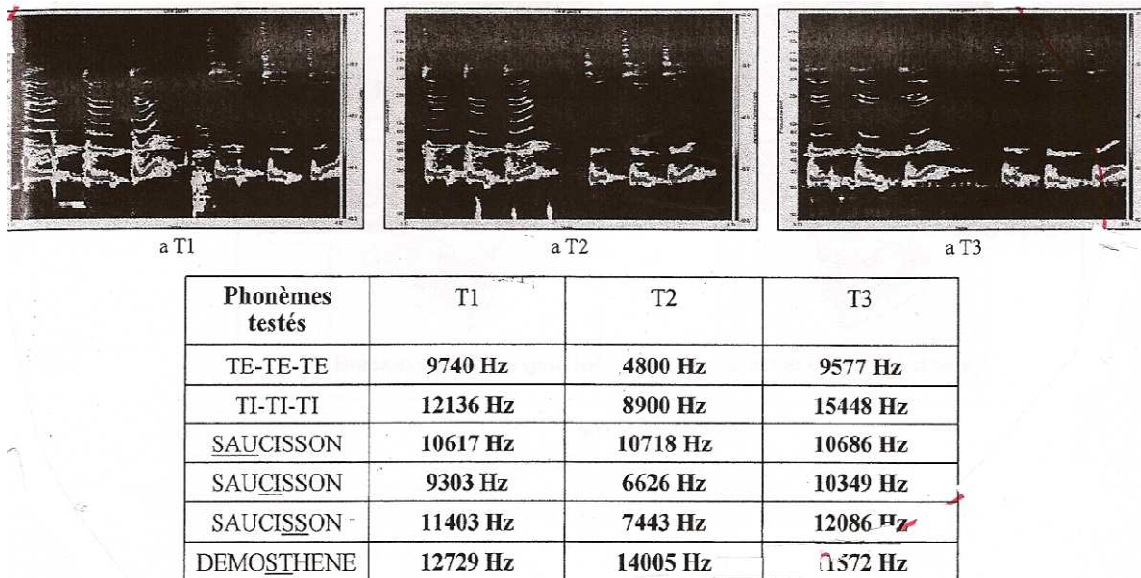 a T1
a T2
a T3
Phonèmes testés T1 T2 T3
TE-TE-TE 9740 Hz 4800 Hz 9577 Hz
TI-TI-TI 12136 Hz 8900 Hz 15448 Hz
SAUCISSON 10617 Hz 10718 Hz 10686 Hz
SAUCISSON 9303 Hz 6626 Hz 10349 Hz
SAUCISSON 11403 Hz 7443 Hz 12086 Hz
DEMOSTHENE 12729 Hz 14005 Hz